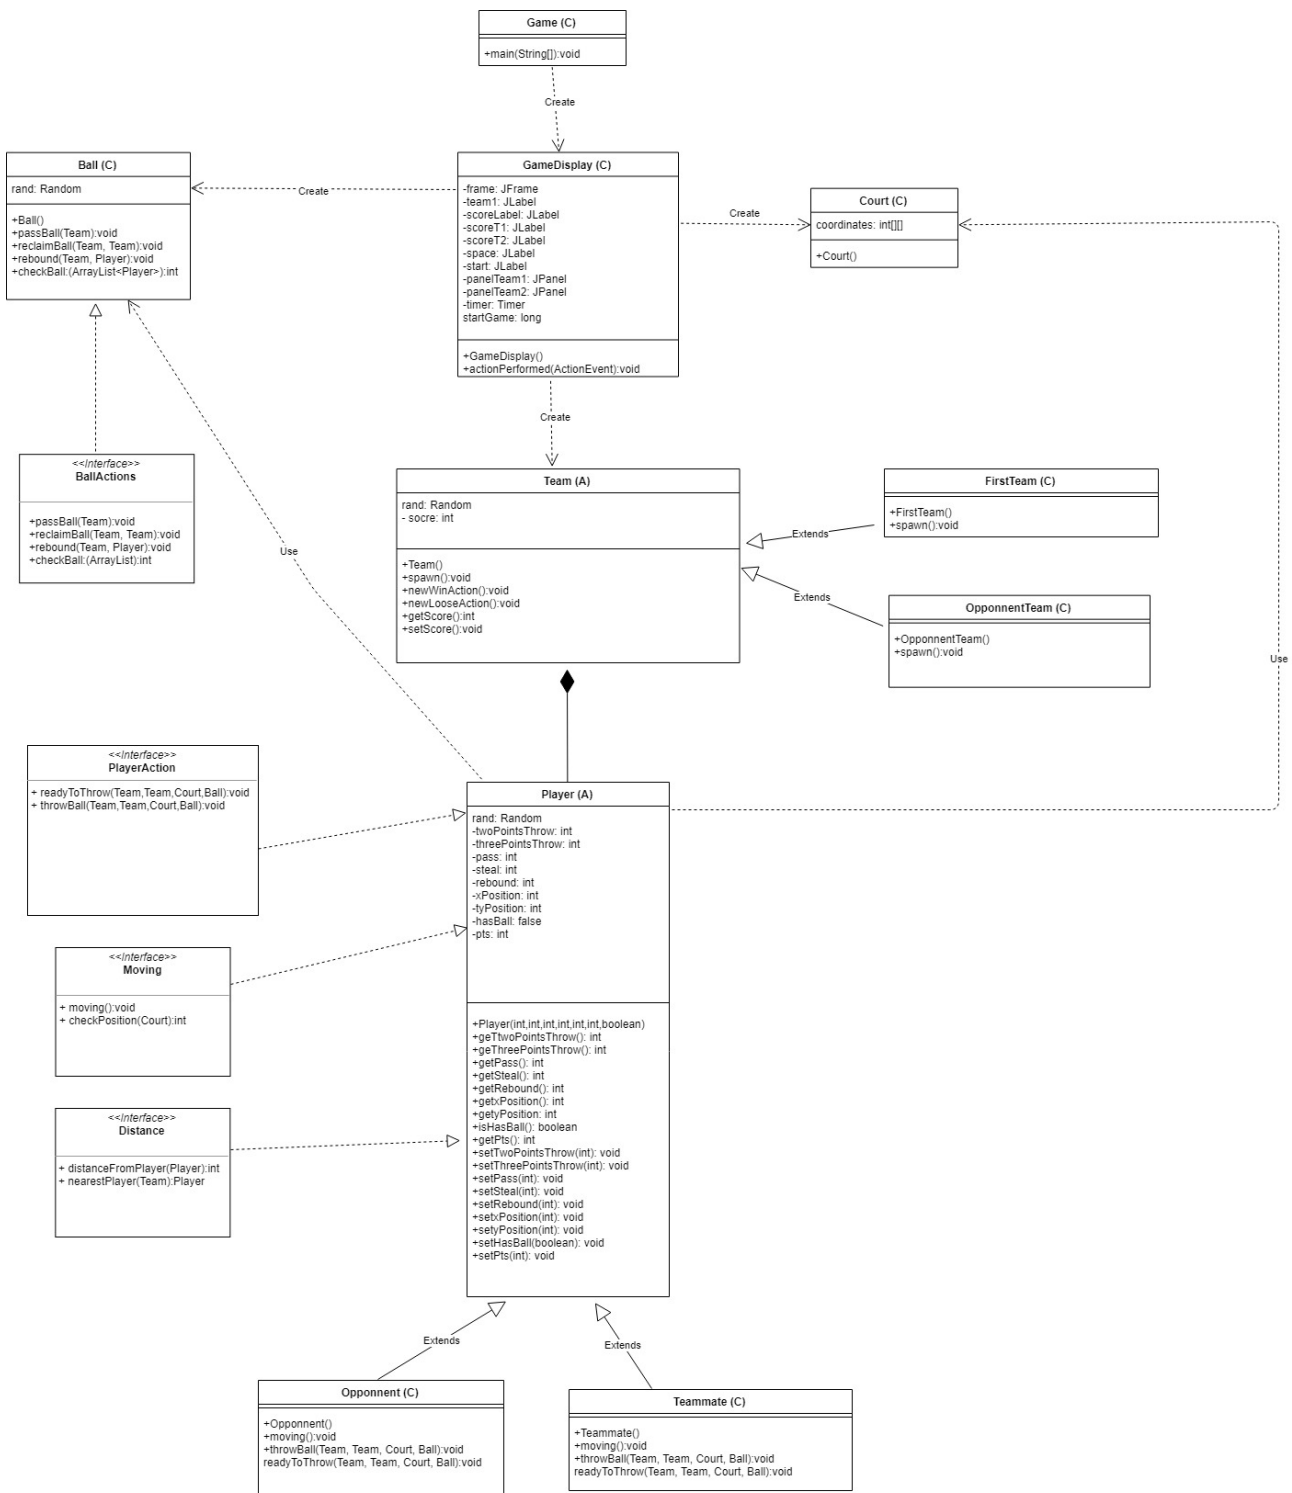 Game (C)
+main(String[]):void
Create
Ball (C)
rand: Random
+Ball()
+passBall(Team):void
+reclaimBall(Team, Team):void
+rebound(Team, Player):void
+checkBall:(ArrayList<Player>):int
Create
GameDisplay (C)
-frame: JFrame
-team1: JLabel
-scoreLabel: JLabel
-scoreT1: JLabel
-scoreT2: JLabel
-space: JLabel
-start: JLabel
-panelTeam1: JPanel
-panelTeam2: JPanel
-timer: Timer
startGame: long
+GameDisplay()
+actionPerformed(ActionEvent):void
Create
Court (C)
coordinates: int[][]
+Court()
Create
<<Interface>>
BallActions
+passBall(Team):void
+reclaimBall(Team, Team):void
+rebound(Team, Player):void
+checkBall:(ArrayList):int
Use
Team (A)
rand: Random
- socre: int
+Team()
+spawn():void
+newWinAction():void
+newLooseAction():void
+getScore():int
+setScore():void
Extends
FirstTeam (C)
+FirstTeam()
+spawn():void
Extends
OpponnentTeam (C)
+OpponnentTeam()
+spawn():void
Use
<<Interface>>
PlayerAction
+ readyToThrow(Team,Team,Court,Ball):void
+ throwBall(Team,Team,Court,Ball):void
<<Interface>>
Moving
+ moving():void
+ checkPosition(Court):int
<<Interface>>
Distance
+ distanceFromPlayer(Player):int
+ nearestPlayer(Team):Player
Player (A)
rand: Random
-twoPointsThrow: int
-threePointsThrow: int
-pass: int
-steal: int
-rebound: int
-xPosition: int
-tyPosition: int
-hasBall: false
-pts: int
+Player(int,int,int,int,int,int,boolean)
+geTtwoPointsThrow(): int
+geThreePointsThrow(): int
+getPass(): int
+getSteal(): int
+getRebound(): int
+getxPosition(): int
+getyPosition: int
+isHasBall(): boolean
+getPts(): int
+setTwoPointsThrow(int): void
+setThreePointsThrow(int): void
+setPass(int): void
+setSteal(int): void
+setRebound(int): void
+setxPosition(int): void
+setyPosition(int): void
+setHasBall(boolean): void
+setPts(int): void
Extends
Extends
Opponnent (C)
+Opponnent()
+moving():void
+throwBall(Team, Team, Court, Ball):void
readyToThrow(Team, Team, Court, Ball):void
Teammate (C)
+Teammate()
+moving():void
+throwBall(Team, Team, Court, Ball):void
readyToThrow(Team, Team, Court, Ball):void